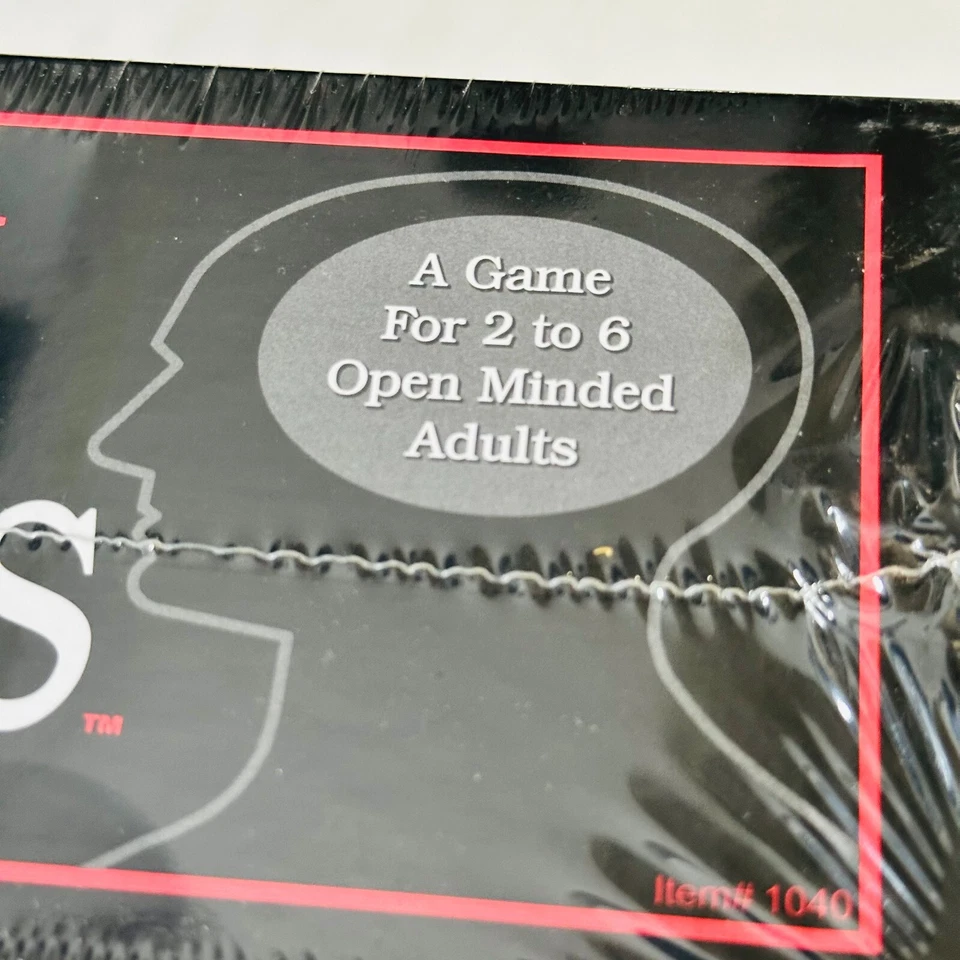 A Game
For 2 to 6
Open Minded
Adults
S
TM
Item# 1040